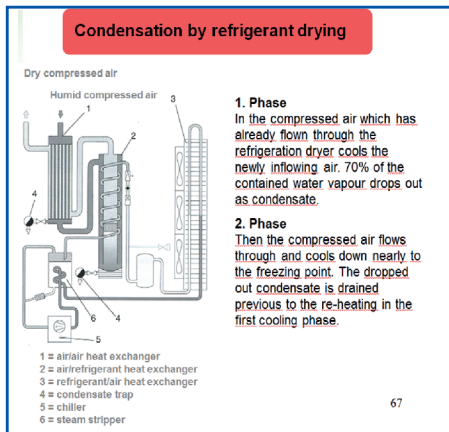 Condensation by refrigerant drying
Dry compressed air
Humid compressed air
1
2
3
4
4
6
5
1 = air/air heat exchanger
2 = air/refrigerant heat exchanger
3 = refrigerant/air heat exchanger
4 = condensate trap
5 = chiller
6 = steam stripper
1. Phase
In the compressed air which has
already flown through the
refrigeration dryer cools the
newly inflowing air. 70% of the
contained water vapour drops out
as condensate.
2. Phase
Then the compressed air flows
through and cools down nearly to
the freezing point. The dropped
out condensate is drained
previous to the re-heating in the
first cooling phase.
67